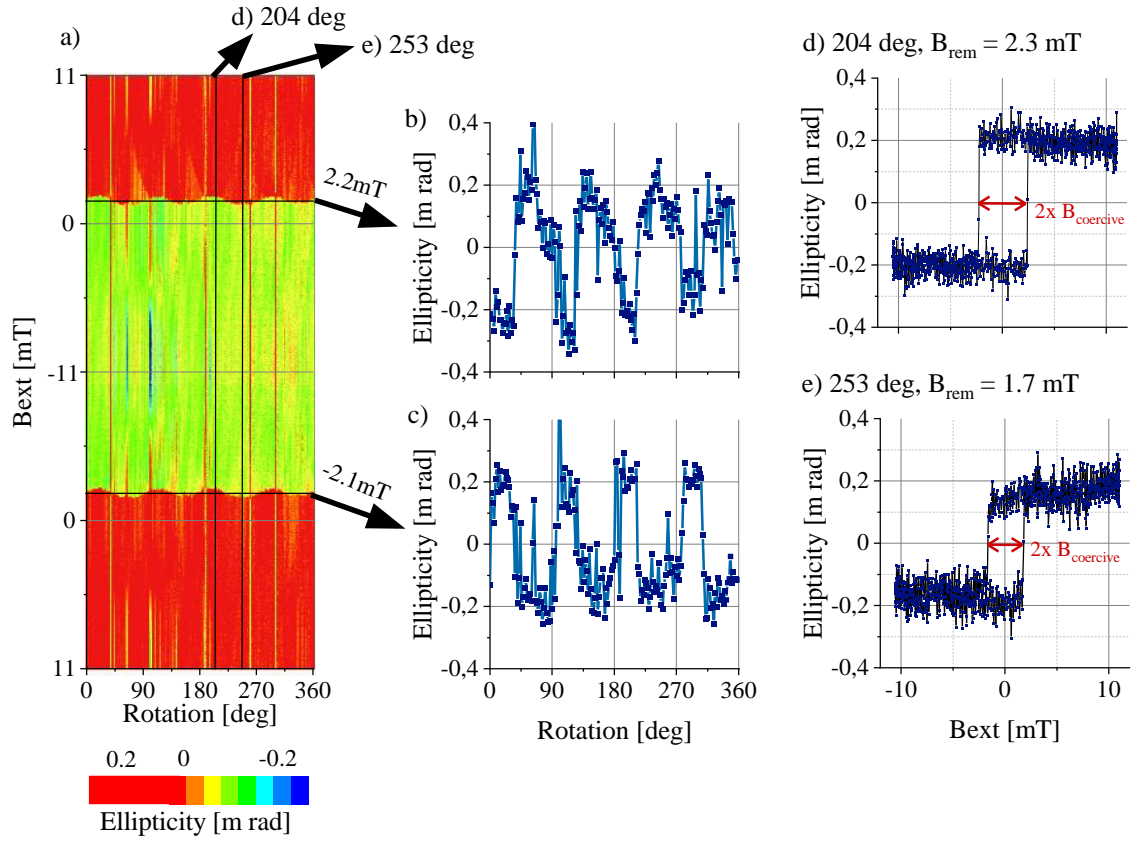 d) 204 deg
e) 253 deg
a)
11
0
-11
0
11
Bext [mT]
0 90 180 270 360
Rotation [deg]
0.2 0 -0.2
Ellipticity [m rad]
2.2mT
-2.1mT
b)
0,4
0,2
0
-0,2
-0,4
Ellipticity [m rad]
c)
0,4
0,2
0
-0,2
-0,4
Ellipticity [m rad]
0 90 180 270 360
Rotation [deg]
d) 204 deg, B_rem = 2.3 mT
0,4
0,2
0
-0,2
-0,4
Ellipticity [m rad]
2x B_coercive
e) 253 deg, B_rem = 1.7 mT
0,4
0,2
0
-0,2
-0,4
Ellipticity [m rad]
2x B_coercive
-10 0 10
Bext [mT]